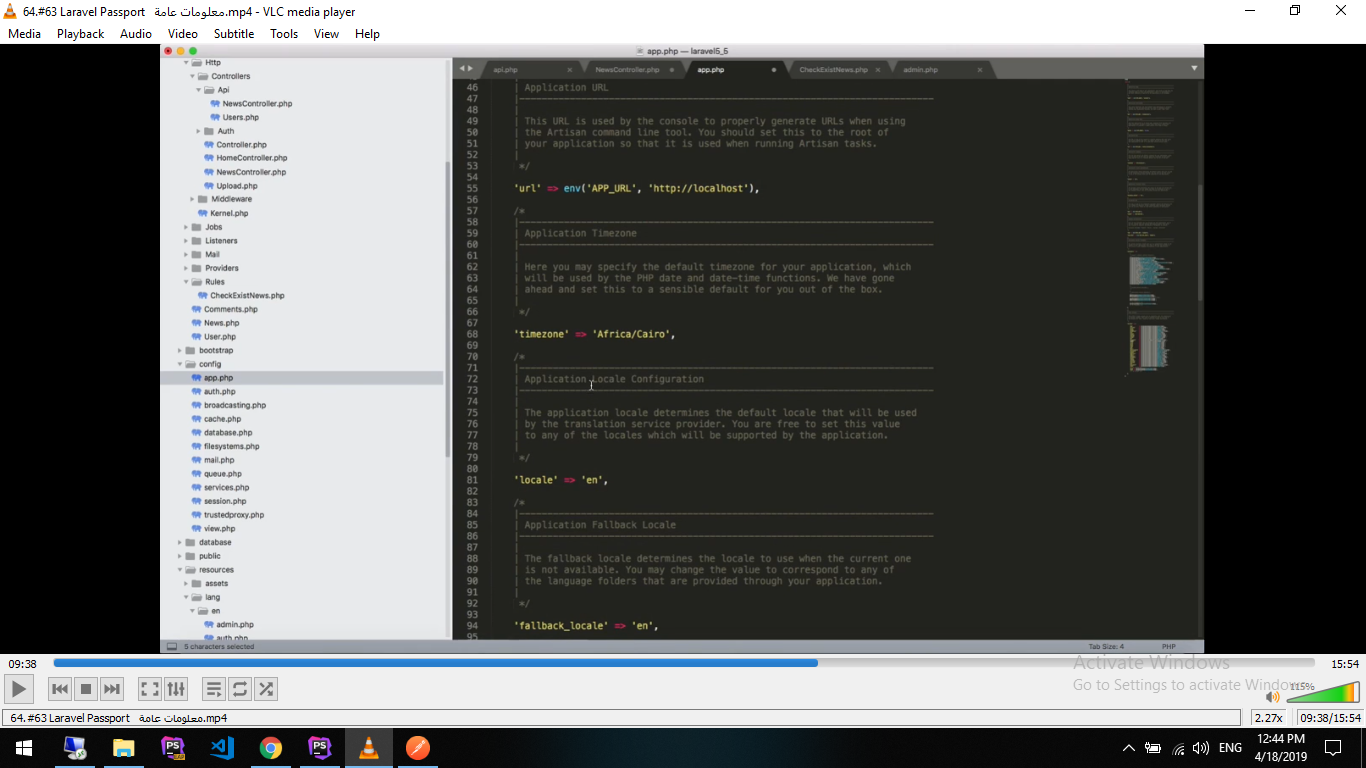 64.#63 Laravel Passport معلومات عامة.mp4 - VLC media player
Media Playback Audio Video Subtitle Tools View Help
app.php — laravel5_5
Http
Controllers
Api
NewsController.php
Users.php
Auth
Controller.php
HomeController.php
NewsController.php
Upload.php
Middleware
Kernel.php
Jobs
Listeners
Mail
Providers
Rules
CheckExistNews.php
Comments.php
News.php
User.php
bootstrap
config
app.php
auth.php
broadcasting.php
cache.php
database.php
filesystems.php
mail.php
queue.php
services.php
session.php
trustedproxy.php
view.php
database
public
resources
assets
lang
en
admin.php
auth.php
api.php NewsController.php app.php CheckExistNews.php admin.php
46 | Application URL
47 |--------------------------------------------------------------------------
48 |
49 | This URL is used by the console to properly generate URLs when using
50 | the Artisan command line tool. You should set this to the root of
51 | your application so that it is used when running Artisan tasks.
52 |
53 */
54
55 'url' => env('APP_URL', 'http://localhost'),
56
57 /*
58 |--------------------------------------------------------------------------
59 | Application Timezone
60 |--------------------------------------------------------------------------
61 |
62 | Here you may specify the default timezone for your application, which
63 | will be used by the PHP date and date-time functions. We have gone
64 | ahead and set this to a sensible default for you out of the box.
65 |
66 */
67
68 'timezone' => 'Africa/Cairo',
69
70 /*
71 |--------------------------------------------------------------------------
72 | Application Locale Configuration
73 |--------------------------------------------------------------------------
74 |
75 | The application locale determines the default locale that will be used
76 | by the translation service provider. You are free to set this value
77 | to any of the locales which will be supported by the application.
78 |
79 */
80
81 'locale' => 'en',
82
83 /*
84 |--------------------------------------------------------------------------
85 | Application Fallback Locale
86 |--------------------------------------------------------------------------
87 |
88 | The fallback locale determines the locale to use when the current one
89 | is not available. You may change the value to correspond to any of
90 | the language folders that are provided through your application.
91 |
92 */
93
94 'fallback_locale' => 'en',
95
5 characters selected Tab Size: 4 PHP
09:38 15:54
Activate Windows
Go to Settings to activate Windows.
115%
64.#63 Laravel Passport معلومات عامة.mp4 2.27x 09:38/15:54
ENG 12:44 PM
4/18/2019